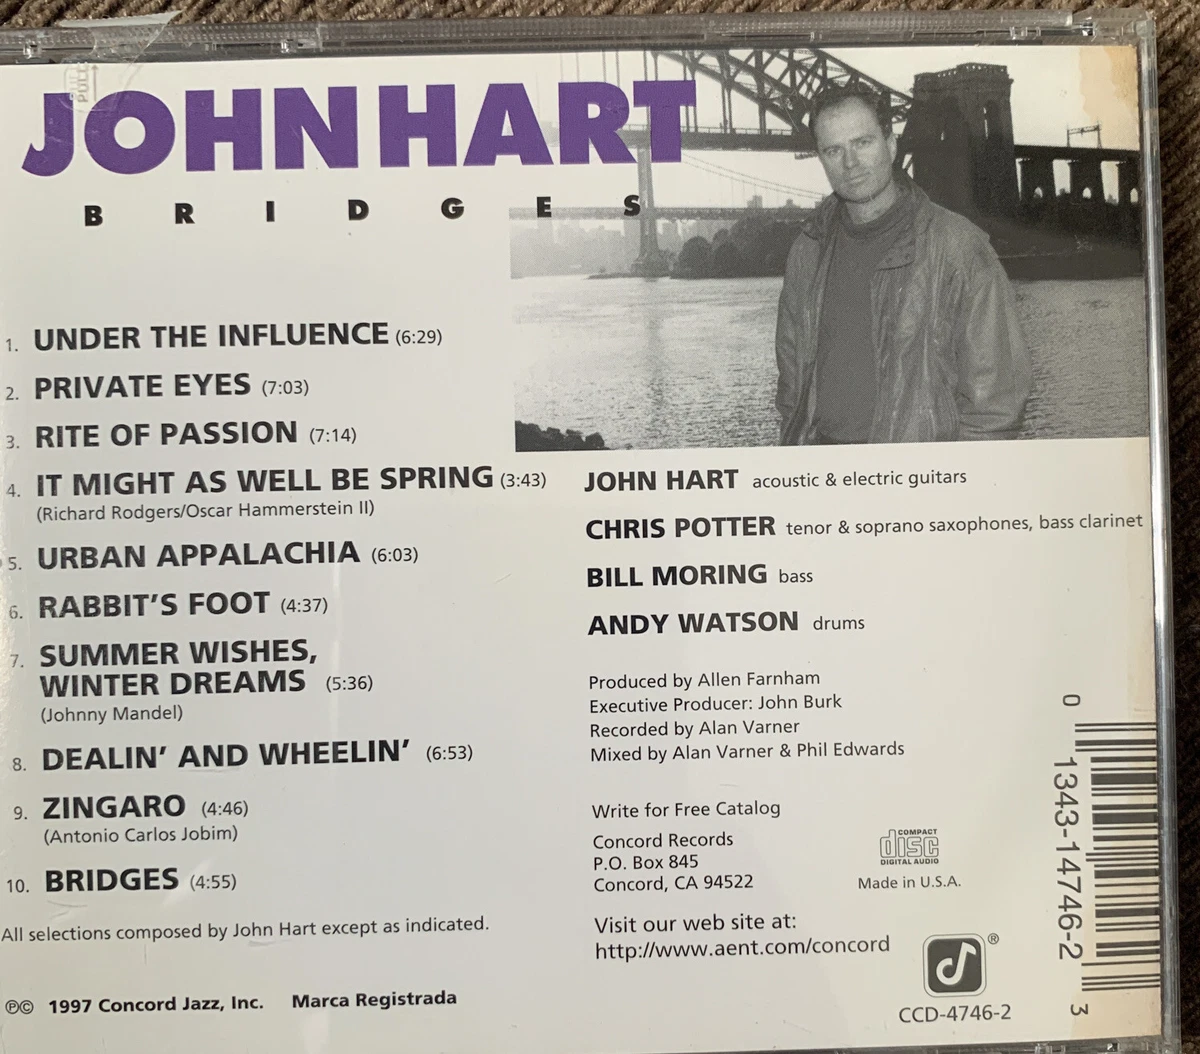 PULL
JOHN HART
BRIDGES
1. UNDER THE INFLUENCE (6:29)
2. PRIVATE EYES (7:03)
3. RITE OF PASSION (7:14)
4. IT MIGHT AS WELL BE SPRING (3:43)
(Richard Rodgers/Oscar Hammerstein II)
5. URBAN APPALACHIA (6:03)
6. RABBIT'S FOOT (4:37)
7. SUMMER WISHES,
WINTER DREAMS (5:36)
(Johnny Mandel)
8. DEALIN' AND WHEELIN' (6:53)
9. ZINGARO (4:46)
(Antonio Carlos Jobim)
10. BRIDGES (4:55)
All selections composed by John Hart except as indicated.
℗© 1997 Concord Jazz, Inc. Marca Registrada
JOHN HART acoustic & electric guitars
CHRIS POTTER tenor & soprano saxophones, bass clarinet
BILL MORING bass
ANDY WATSON drums
Produced by Allen Farnham
Executive Producer: John Burk
Recorded by Alan Varner
Mixed by Alan Varner & Phil Edwards
Write for Free Catalog
Concord Records
P.O. Box 845
Concord, CA 94522
COMPACT
disc
DIGITAL AUDIO
Made in U.S.A.
Visit our web site at:
http://www.aent.com/concord
®
CCD-4746-2
0 1343-14746-2 3